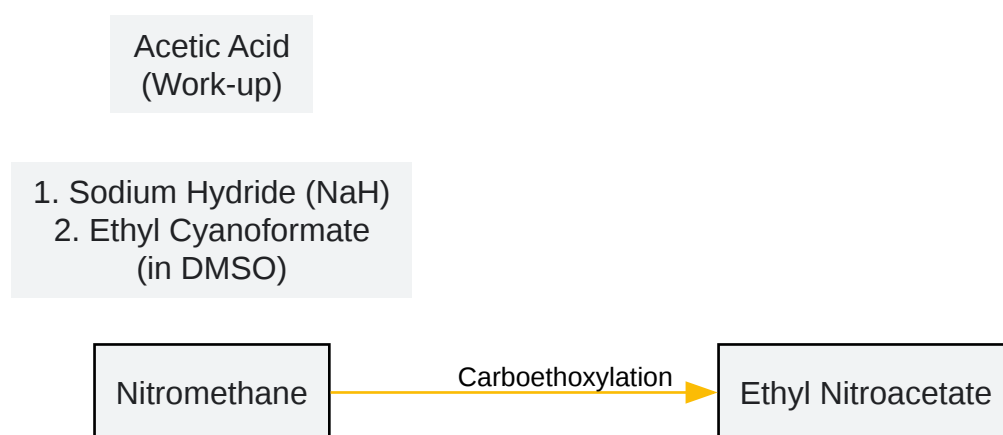 Acetic Acid
(Work-up)
1. Sodium Hydride (NaH)
2. Ethyl Cyanoformate
(in DMSO)
Nitromethane
Carboethoxylation
Ethyl Nitroacetate